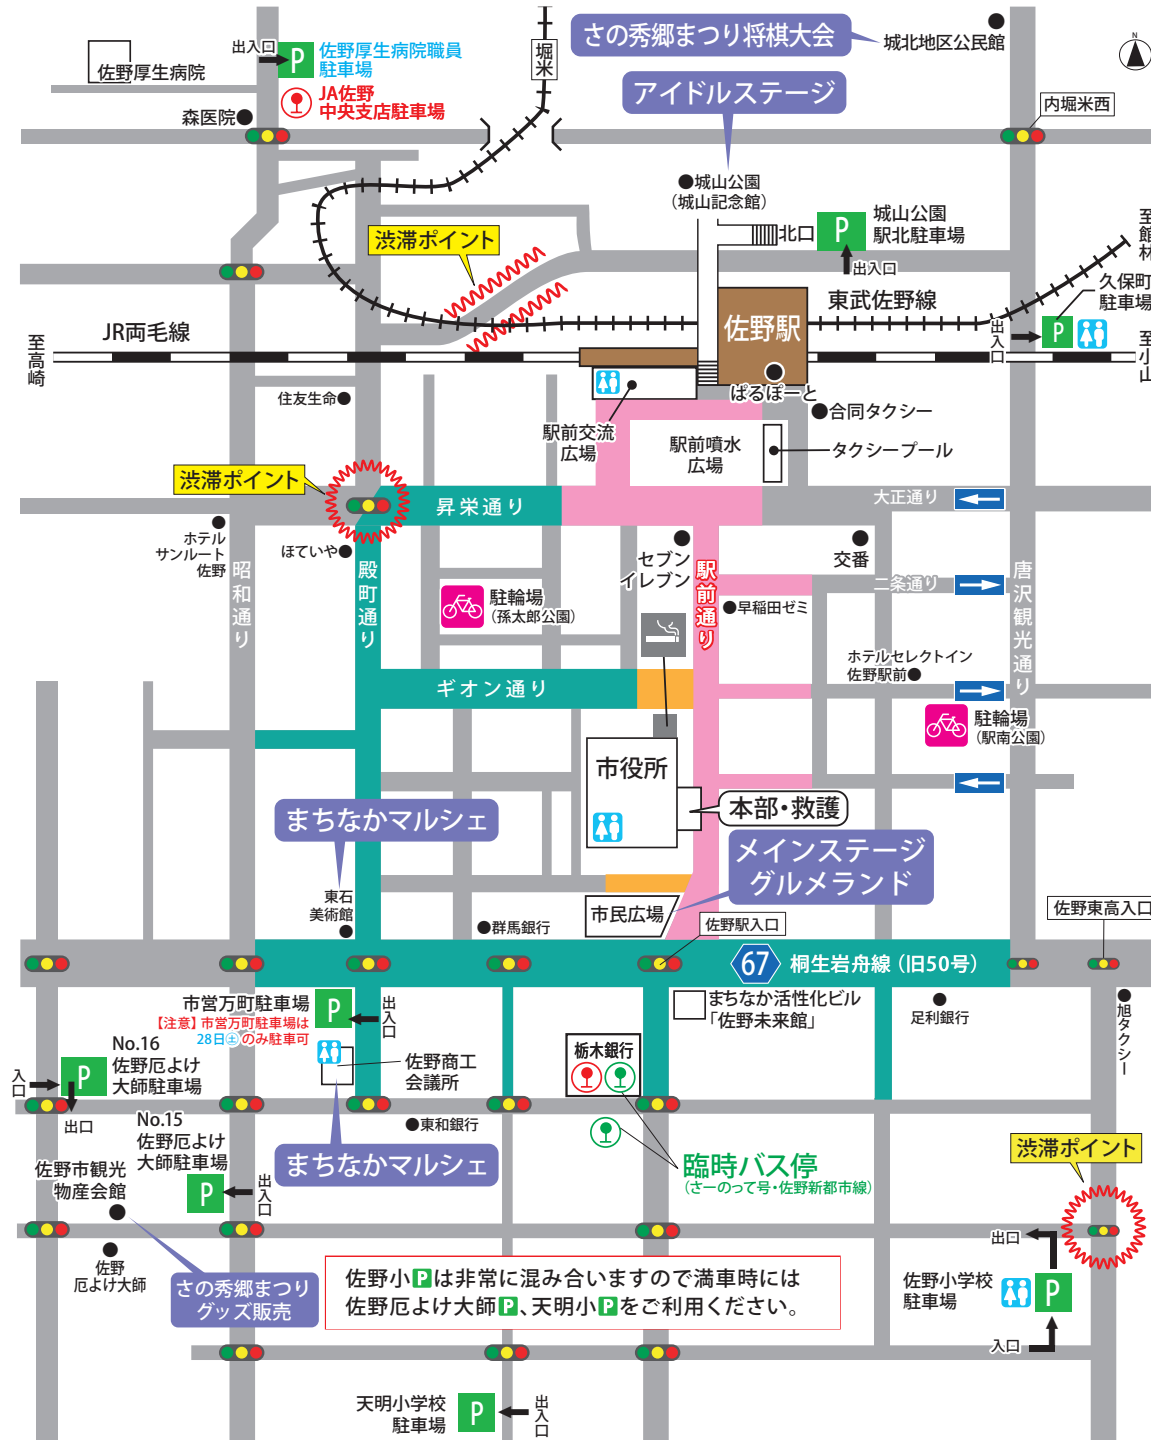 さの秀郷まつり将棋大会
城北地区公民館
N
出入口
P
佐野厚生病院職員
駐車場
佐野厚生病院
堀米
JA佐野
中央支店駐車場
アイドルステージ
森医院
内堀米西
城山公園
(城山記念館)
北口
P
城山公園
駅北駐車場
出入口
至館林
渋滞ポイント
久保町
駐車場
P
出入口
東武佐野線
佐野駅
JR両毛線
至高崎
至小山
ぱるぽーと
住友生命
駅前交流
広場
駅前噴水
広場
合同タクシー
タクシープール
渋滞ポイント
昇栄通り
大正通り
ホテル
サンルート
佐野
ほていや
セブン
イレブン
交番
昭和通り
殿町通り
駅前通り
二条通り
唐沢観光通り
駐輪場
(孫太郎公園)
早稲田ゼミ
ホテルセレクトイン
佐野駅前
ギオン通り
駐輪場
(駅南公園)
市役所
本部・救護
まちなかマルシェ
メインステージ
グルメランド
東石
美術館
群馬銀行
市民広場
佐野駅入口
佐野東高入口
67
桐生岩舟線(旧50号)
市営万町駐車場
【注意】市営万町駐車場は
28日㊏のみ駐車可
P
出入口
まちなか活性化ビル
「佐野未来館」
足利銀行
旭タクシー
No.16
佐野厄よけ
大師駐車場
入口
P
出口
佐野商工
会議所
栃木銀行
No.15
佐野厄よけ
大師駐車場
P
出入口
東和銀行
まちなかマルシェ
臨時バス停
(さーのって号・佐野新都市線)
渋滞ポイント
佐野市観光
物産会館
佐野
厄よけ大師
さの秀郷まつり
グッズ販売
佐野小Pは非常に混み合いますので満車時には
佐野厄よけ大師P、天明小Pをご利用ください。
出口
佐野小学校
駐車場
P
入口
天明小学校
駐車場
P
出入口